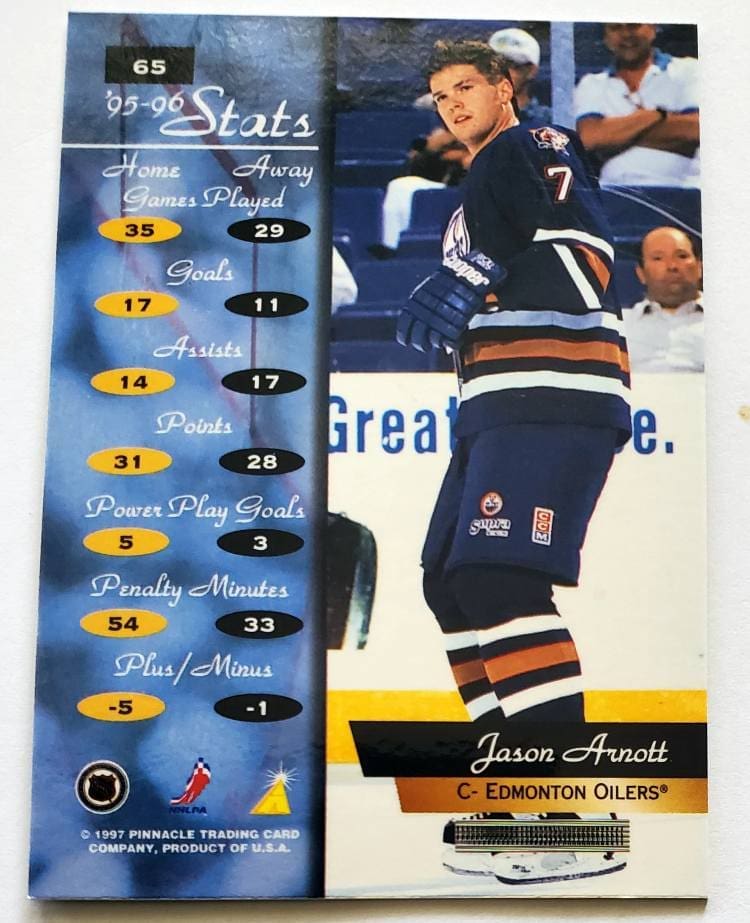 65
'95-96 Stats
Home Away
Games Played
35 29
Goals
17 11
Assists
14 17
Points
31 28
Power Play Goals
5 3
Penalty Minutes
54 33
Plus/Minus
-5 -1
NHLPA
© 1997 PINNACLE TRADING CARD
COMPANY, PRODUCT OF U.S.A.
7
Great
e.
Supra
CCM
Jason Arnott
C- EDMONTON OILERS®